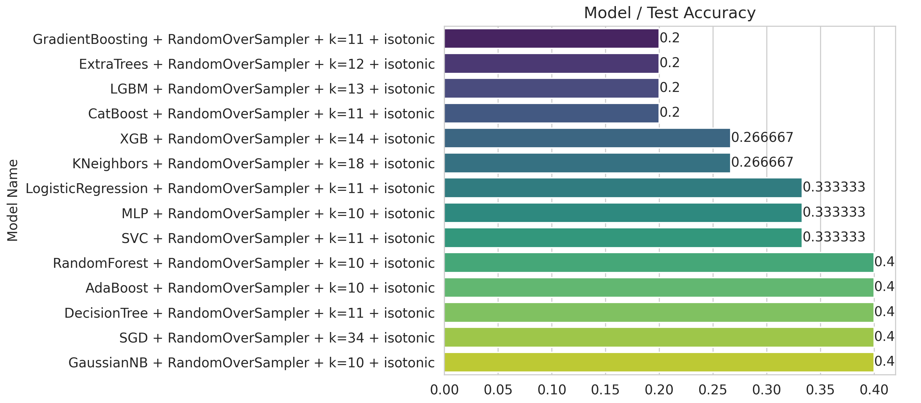 Model / Test Accuracy
Model Name
GradientBoosting + RandomOverSampler + k=11 + isotonic 0.2
ExtraTrees + RandomOverSampler + k=12 + isotonic 0.2
LGBM + RandomOverSampler + k=13 + isotonic 0.2
CatBoost + RandomOverSampler + k=11 + isotonic 0.2
XGB + RandomOverSampler + k=14 + isotonic 0.266667
KNeighbors + RandomOverSampler + k=18 + isotonic 0.266667
LogisticRegression + RandomOverSampler + k=11 + isotonic 0.333333
MLP + RandomOverSampler + k=10 + isotonic 0.333333
SVC + RandomOverSampler + k=11 + isotonic 0.333333
RandomForest + RandomOverSampler + k=10 + isotonic 0.4
AdaBoost + RandomOverSampler + k=10 + isotonic 0.4
DecisionTree + RandomOverSampler + k=11 + isotonic 0.4
SGD + RandomOverSampler + k=34 + isotonic 0.4
GaussianNB + RandomOverSampler + k=10 + isotonic 0.4
0.00 0.05 0.10 0.15 0.20 0.25 0.30 0.35 0.40